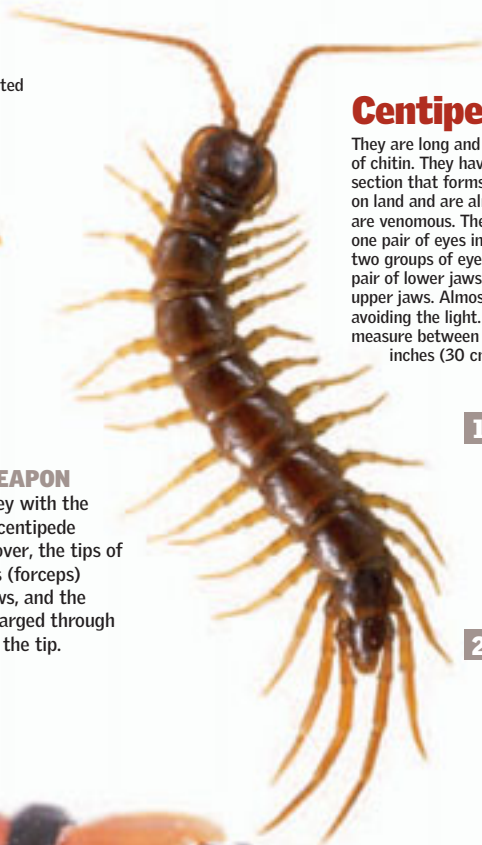 ted
Centipe
They are long and
of chitin. They hav
section that forms
on land and are al
are venomous. The
one pair of eyes in
two groups of eye
pair of lower jaws
upper jaws. Almos
avoiding the light.
measure between
inches (30 cm
1
EAPON
ey with the
centipede
over, the tips of
s (forceps)
ws, and the
arged through
the tip.
2